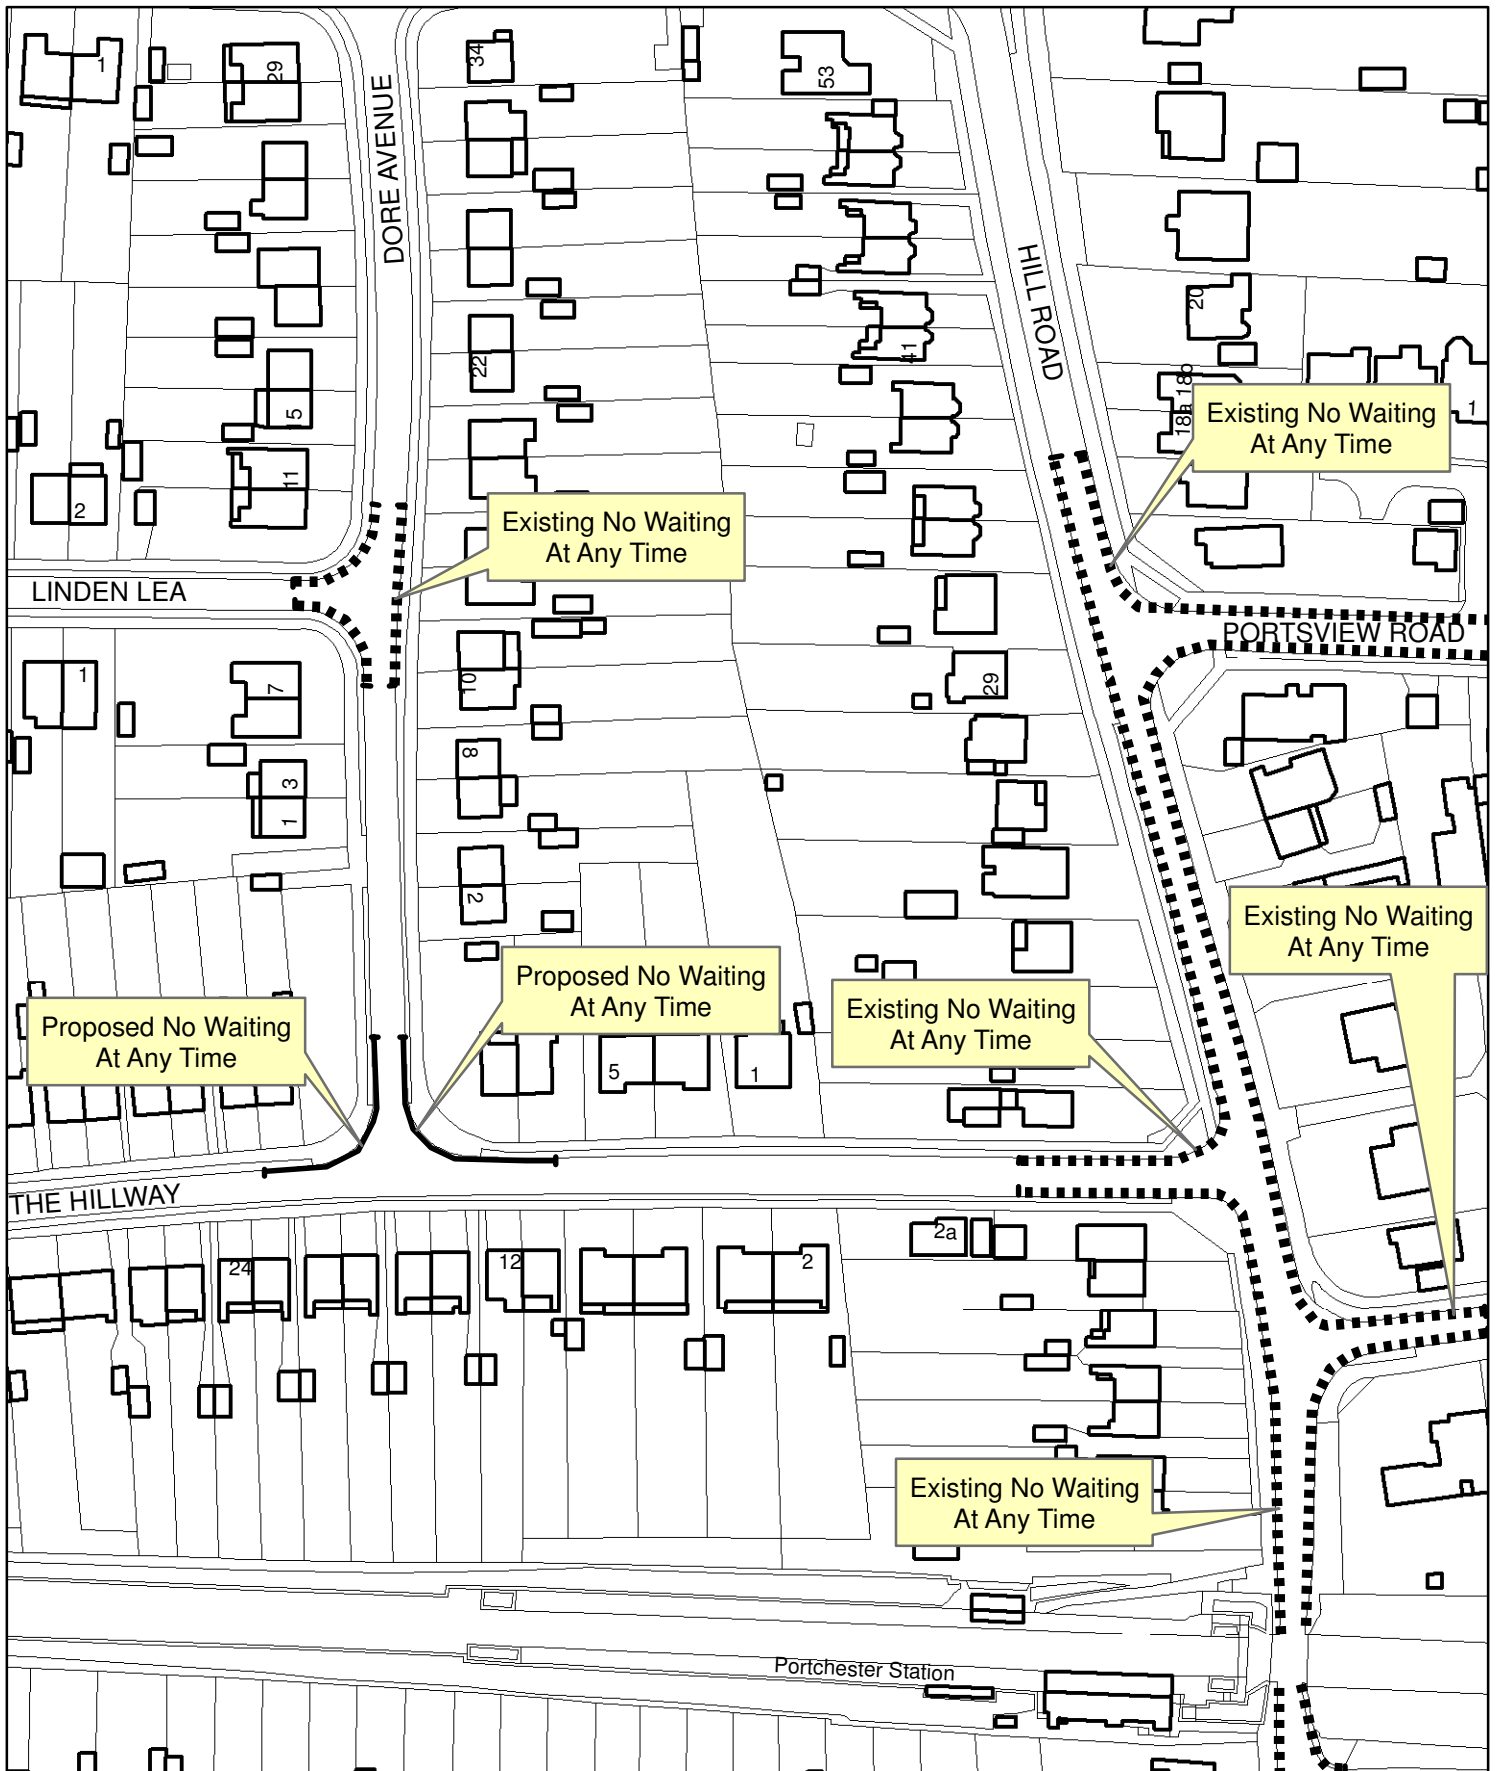 1
29
34
53
DORE AVENUE
HILL ROAD
20
41
22
18a 18c
1
15
11
2
Existing No Waiting
At Any Time
Existing No Waiting
At Any Time
LINDEN LEA
PORTSVIEW ROAD
1
7
10
29
8
3
1
2
Existing No Waiting
At Any Time
Proposed No Waiting
At Any Time
Existing No Waiting
At Any Time
Proposed No Waiting
At Any Time
5
1
THE HILLWAY
2a
24
12
2
Existing No Waiting
At Any Time
Portchester Station